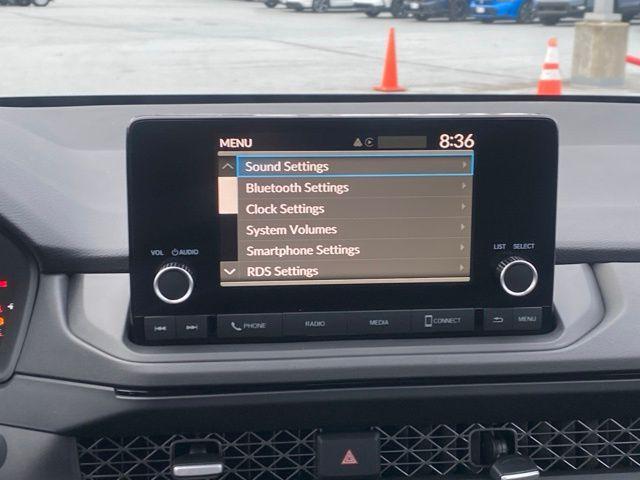 MENU 8:36
Sound Settings
Bluetooth Settings
Clock Settings
System Volumes
Smartphone Settings
RDS Settings
VOL AUDIO
LIST SELECT
PHONE RADIO MEDIA CONNECT MENU